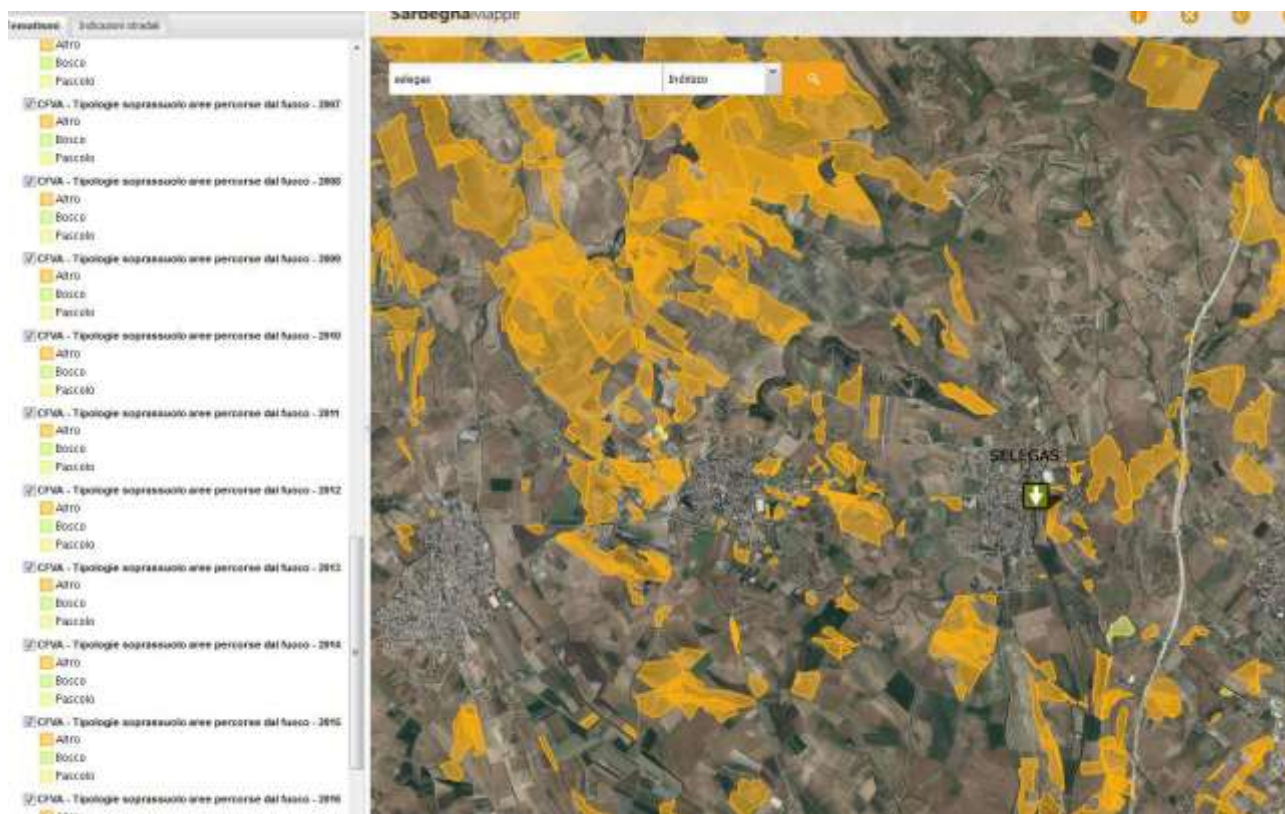 Tematismi Indicazioni stradali
SardegnaMappe
selegas Indirizzo
Altro
Bosco
Pascolo
CFVA - Tipologie soprassuolo aree percorse dal fuoco - 2007
Altro
Bosco
Pascolo
CFVA - Tipologie soprassuolo aree percorse dal fuoco - 2008
Altro
Bosco
Pascolo
CFVA - Tipologie soprassuolo aree percorse dal fuoco - 2009
Altro
Bosco
Pascolo
CFVA - Tipologie soprassuolo aree percorse dal fuoco - 2010
Altro
Bosco
Pascolo
CFVA - Tipologie soprassuolo aree percorse dal fuoco - 2011
Altro
Bosco
Pascolo
CFVA - Tipologie soprassuolo aree percorse dal fuoco - 2012
Altro
Bosco
Pascolo
CFVA - Tipologie soprassuolo aree percorse dal fuoco - 2013
Altro
Bosco
Pascolo
CFVA - Tipologie soprassuolo aree percorse dal fuoco - 2014
Altro
Bosco
Pascolo
CFVA - Tipologie soprassuolo aree percorse dal fuoco - 2015
Altro
Bosco
Pascolo
CFVA - Tipologie soprassuolo aree percorse dal fuoco - 2016
Altro
SELEGAS